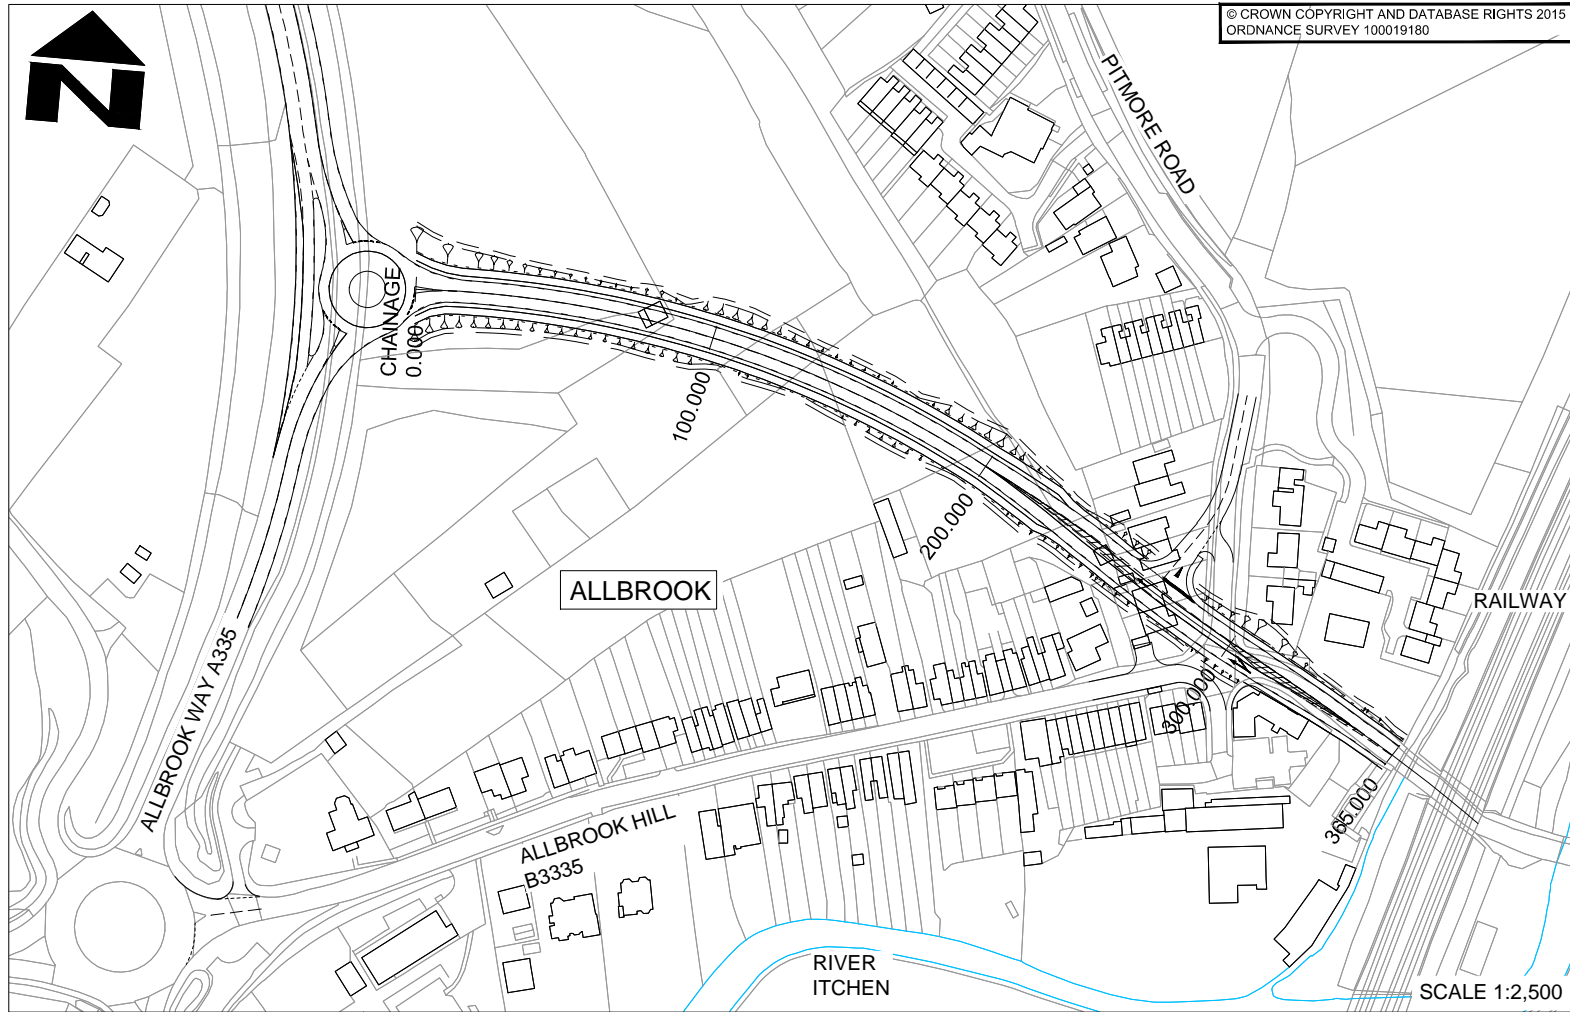 © CROWN COPYRIGHT AND DATABASE RIGHTS 2015
ORDNANCE SURVEY 100019180
N
PITMORE ROAD
CHAINAGE
0.000
100.000
200.000
ALLBROOK
RAILWAY
ALLBROOK WAY A335
300.000
365.000
ALLBROOK HILL
B3335
RIVER
ITCHEN
SCALE 1:2,500